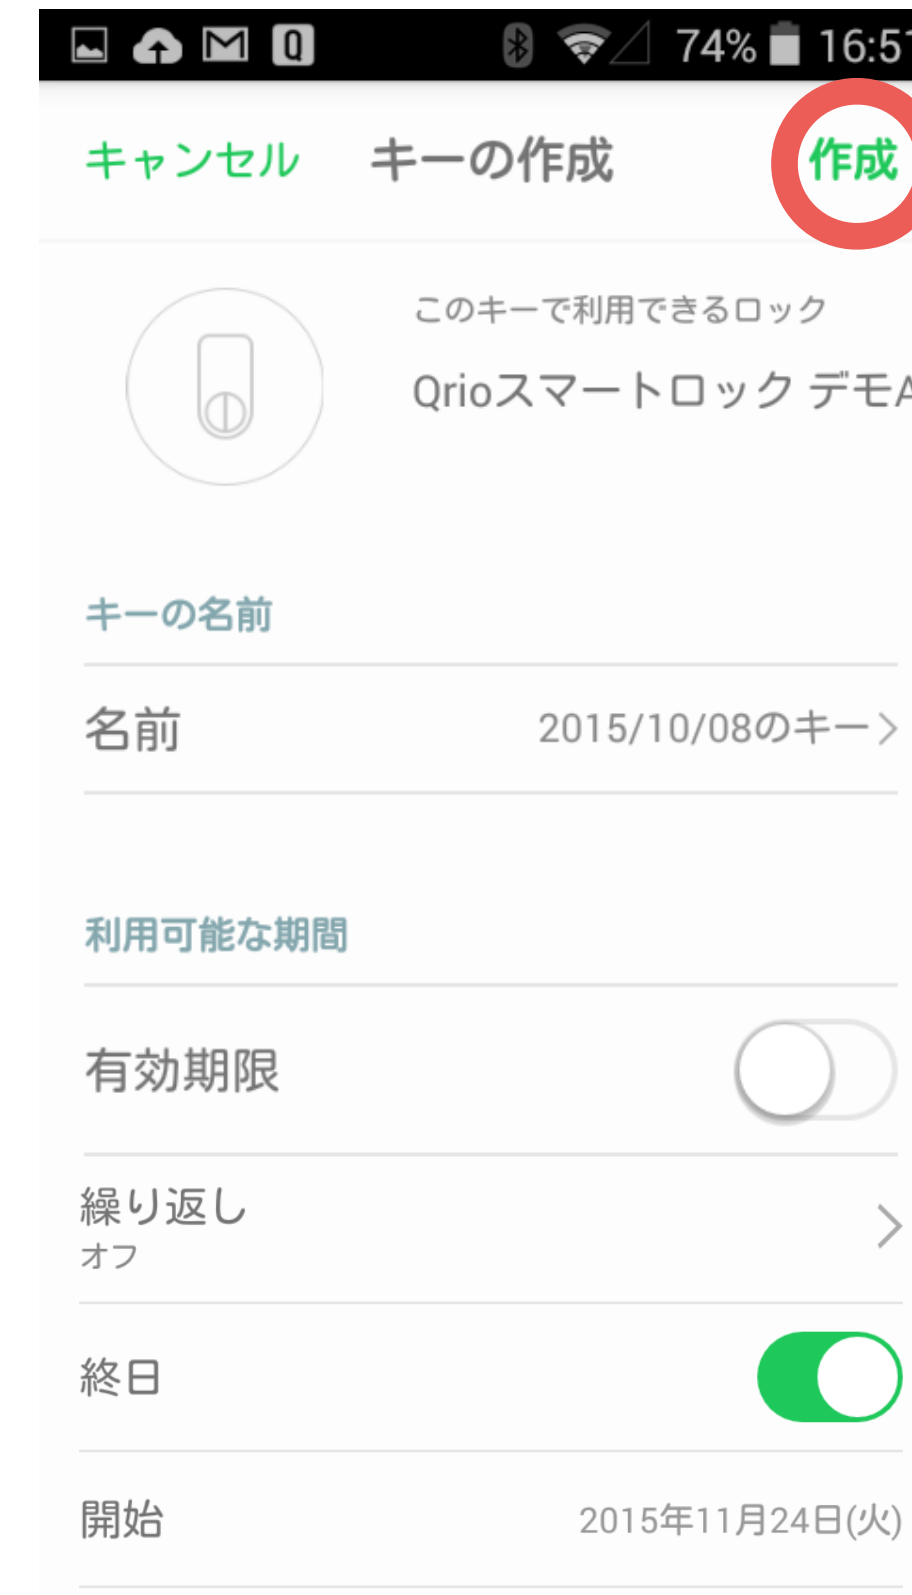 74% 16:51
キャンセル キーの作成 作成
このキーで利用できるロック
Qrioスマートロック デモA
キーの名前
名前 2015/10/08のキー
利用可能な期間
有効期限
繰り返し
オフ
終日
開始 2015年11月24日(火)